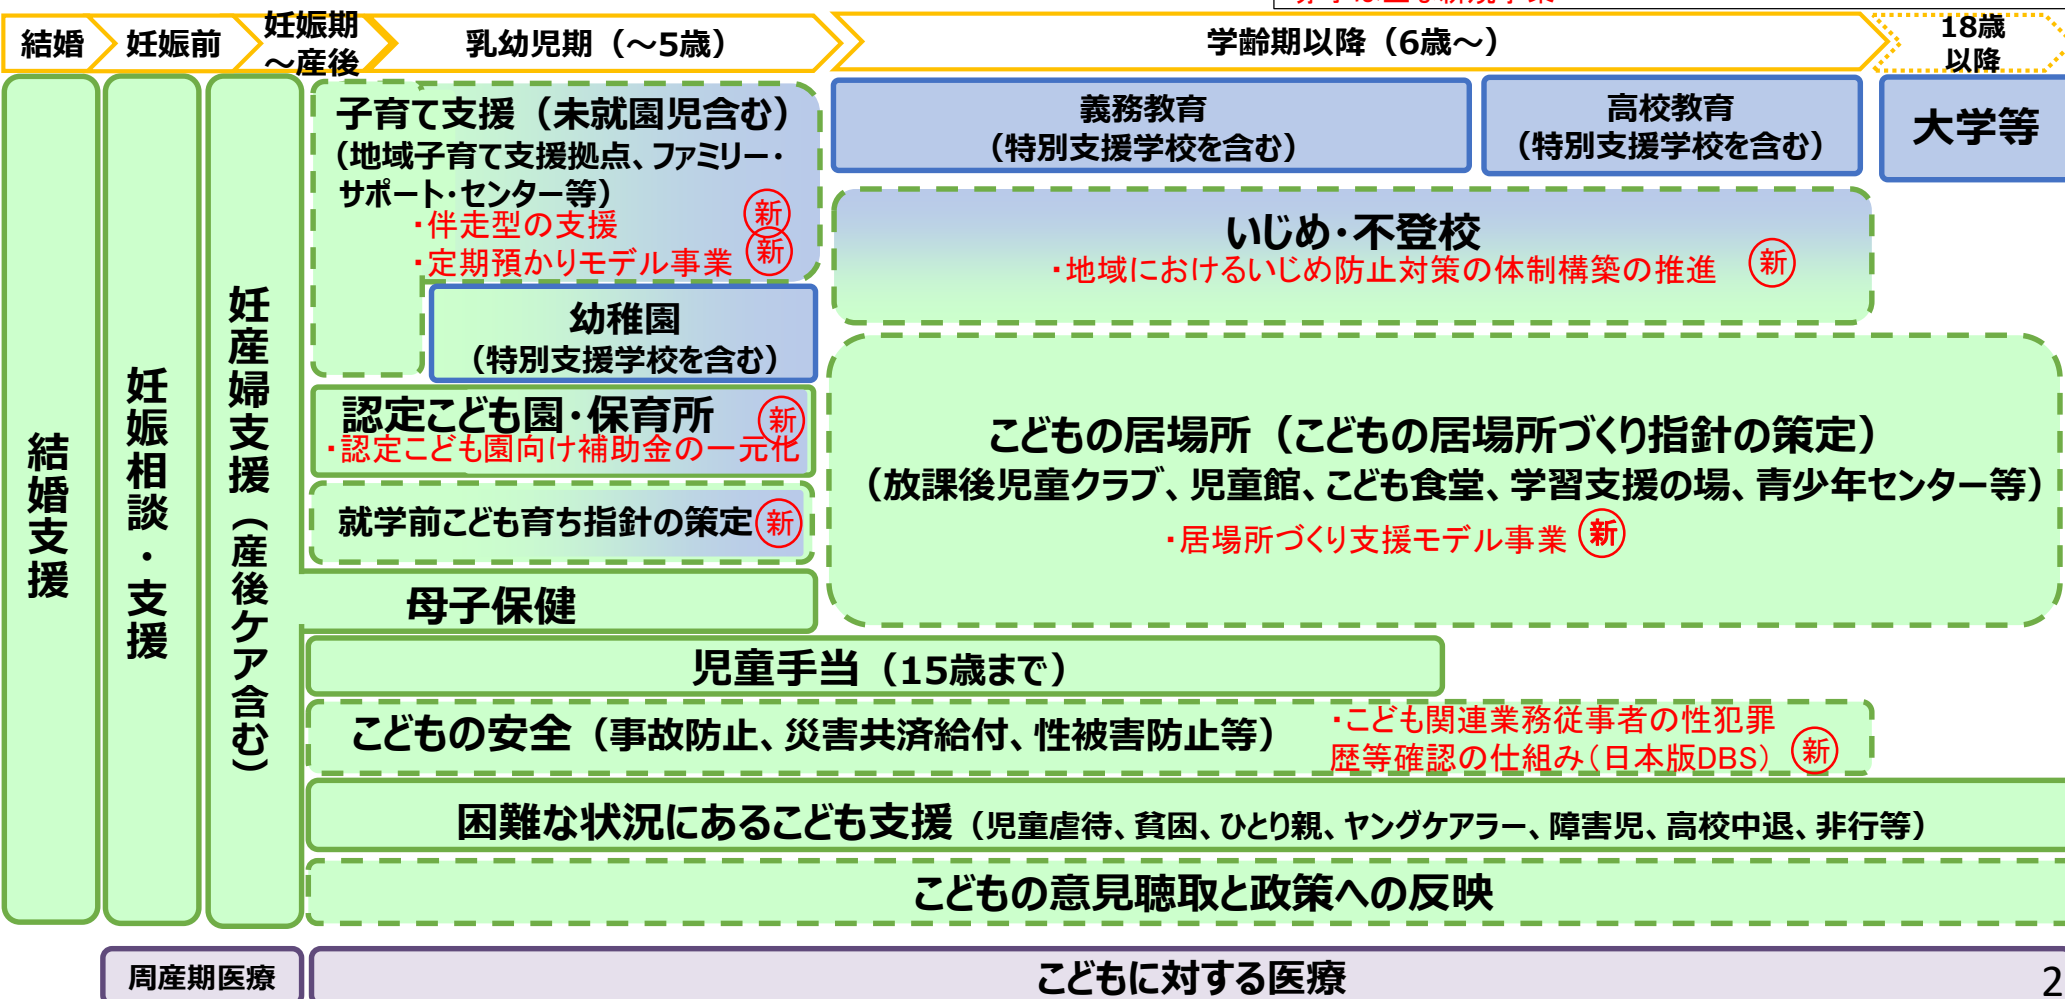 結婚
妊娠前
妊娠期
～産後
乳幼児期（～5歳）
学齢期以降（6歳～）
18歳
以降
結婚支援
妊娠相談・支援
妊産婦支援（産後ケア含む）
子育て支援（未就園児含む）
（地域子育て支援拠点、ファミリー・
サポート・センター等）
・伴走型の支援 新
・定期預かりモデル事業 新
幼稚園
（特別支援学校を含む）
認定こども園・保育所 新
・認定こども園向け補助金の一元化
就学前こども育ち指針の策定 新
母子保健
義務教育
（特別支援学校を含む）
高校教育
（特別支援学校を含む）
大学等
いじめ・不登校
・地域におけるいじめ防止対策の体制構築の推進 新
こどもの居場所（こどもの居場所づくり指針の策定）
（放課後児童クラブ、児童館、こども食堂、学習支援の場、青少年センター等）
・居場所づくり支援モデル事業 新
児童手当（15歳まで）
こどもの安全（事故防止、災害共済給付、性被害防止等）
・こども関連業務従事者の性犯罪
歴等確認の仕組み（日本版DBS） 新
困難な状況にあるこども支援（児童虐待、貧困、ひとり親、ヤングケアラー、障害児、高校中退、非行等）
こどもの意見聴取と政策への反映
周産期医療
こどもに対する医療
2